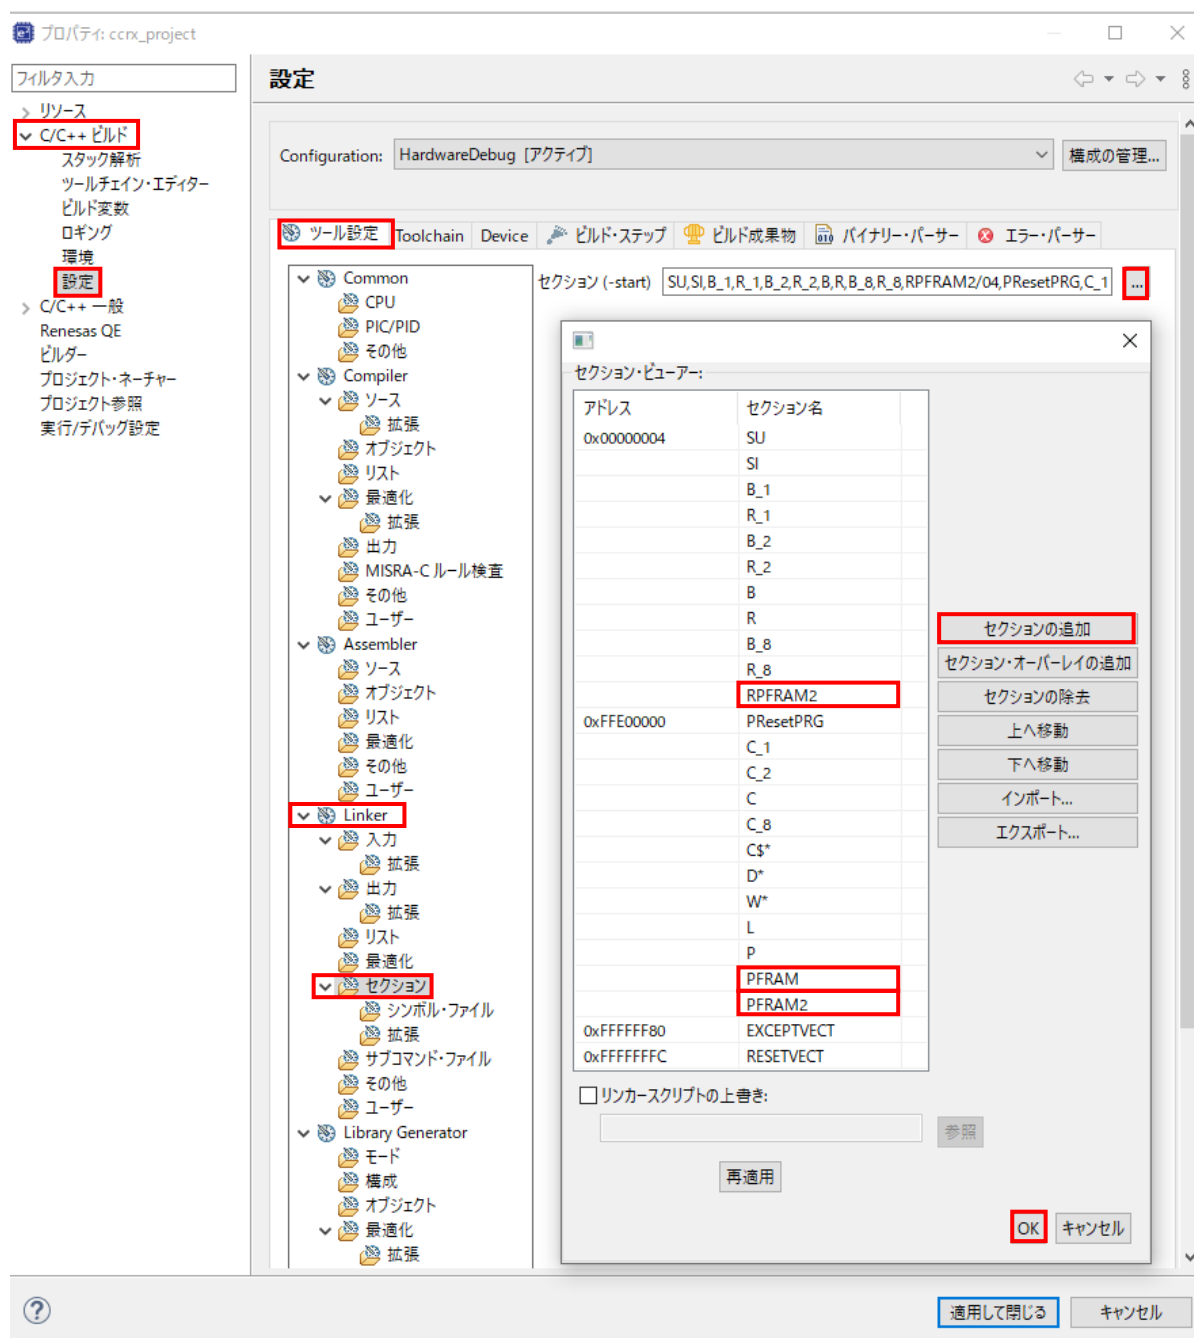 プロパティ: ccrx_project
フィルタ入力
リソース
C/C++ ビルド
スタック解析
ツールチェイン・エディター
ビルド変数
ロギング
環境
設定
C/C++ 一般
Renesas QE
ビルダー
プロジェクト・ネーチャー
プロジェクト参照
実行/デバッグ設定
設定
Configuration: HardwareDebug [アクティブ] 構成の管理...
ツール設定 Toolchain Device ビルド・ステップ ビルド成果物 バイナリー・パーサー エラー・パーサー
Common
CPU
PIC/PID
その他
Compiler
ソース
拡張
オブジェクト
リスト
最適化
拡張
出力
MISRA-C ルール検査
その他
ユーザー
Assembler
ソース
オブジェクト
リスト
最適化
その他
ユーザー
Linker
入力
拡張
出力
拡張
リスト
最適化
セクション
シンボル・ファイル
拡張
サブコマンド・ファイル
その他
ユーザー
Library Generator
モード
構成
オブジェクト
最適化
拡張
セクション (-start) SU,SI,B_1,R_1,B_2,R_2,B,R,B_8,R_8,RPFRAM2/04,PResetPRG,C_1 ...
セクション・ビューアー:
アドレス セクション名
0x00000004 SU
SI
B_1
R_1
B_2
R_2
B
R
B_8
R_8
RPFRAM2
0xFFE00000 PResetPRG
C_1
C_2
C
C_8
C$*
D*
W*
L
P
PFRAM
PFRAM2
0xFFFFFF80 EXCEPTVECT
0xFFFFFFFC RESETVECT
セクションの追加
セクション・オーバーレイの追加
セクションの除去
上へ移動
下へ移動
インポート...
エクスポート...
リンカースクリプトの上書き:
参照
再適用
OK キャンセル
適用して閉じる キャンセル